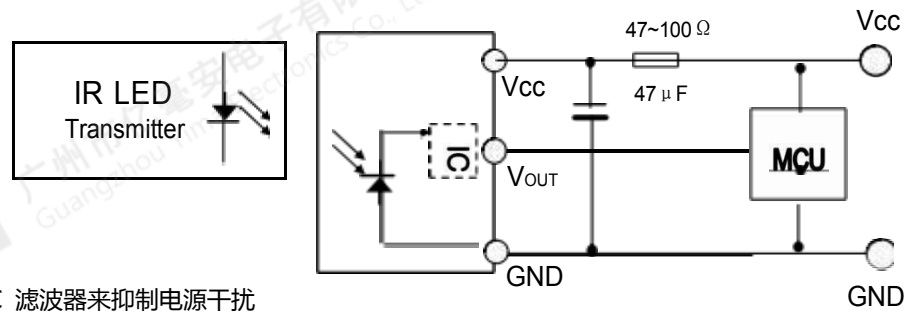 47~100 Ω
Vcc
IR LED
Transmitter
Vcc
47 μF
IC
VOUT
MCU
GND
GND
滤波器来抑制电源干扰